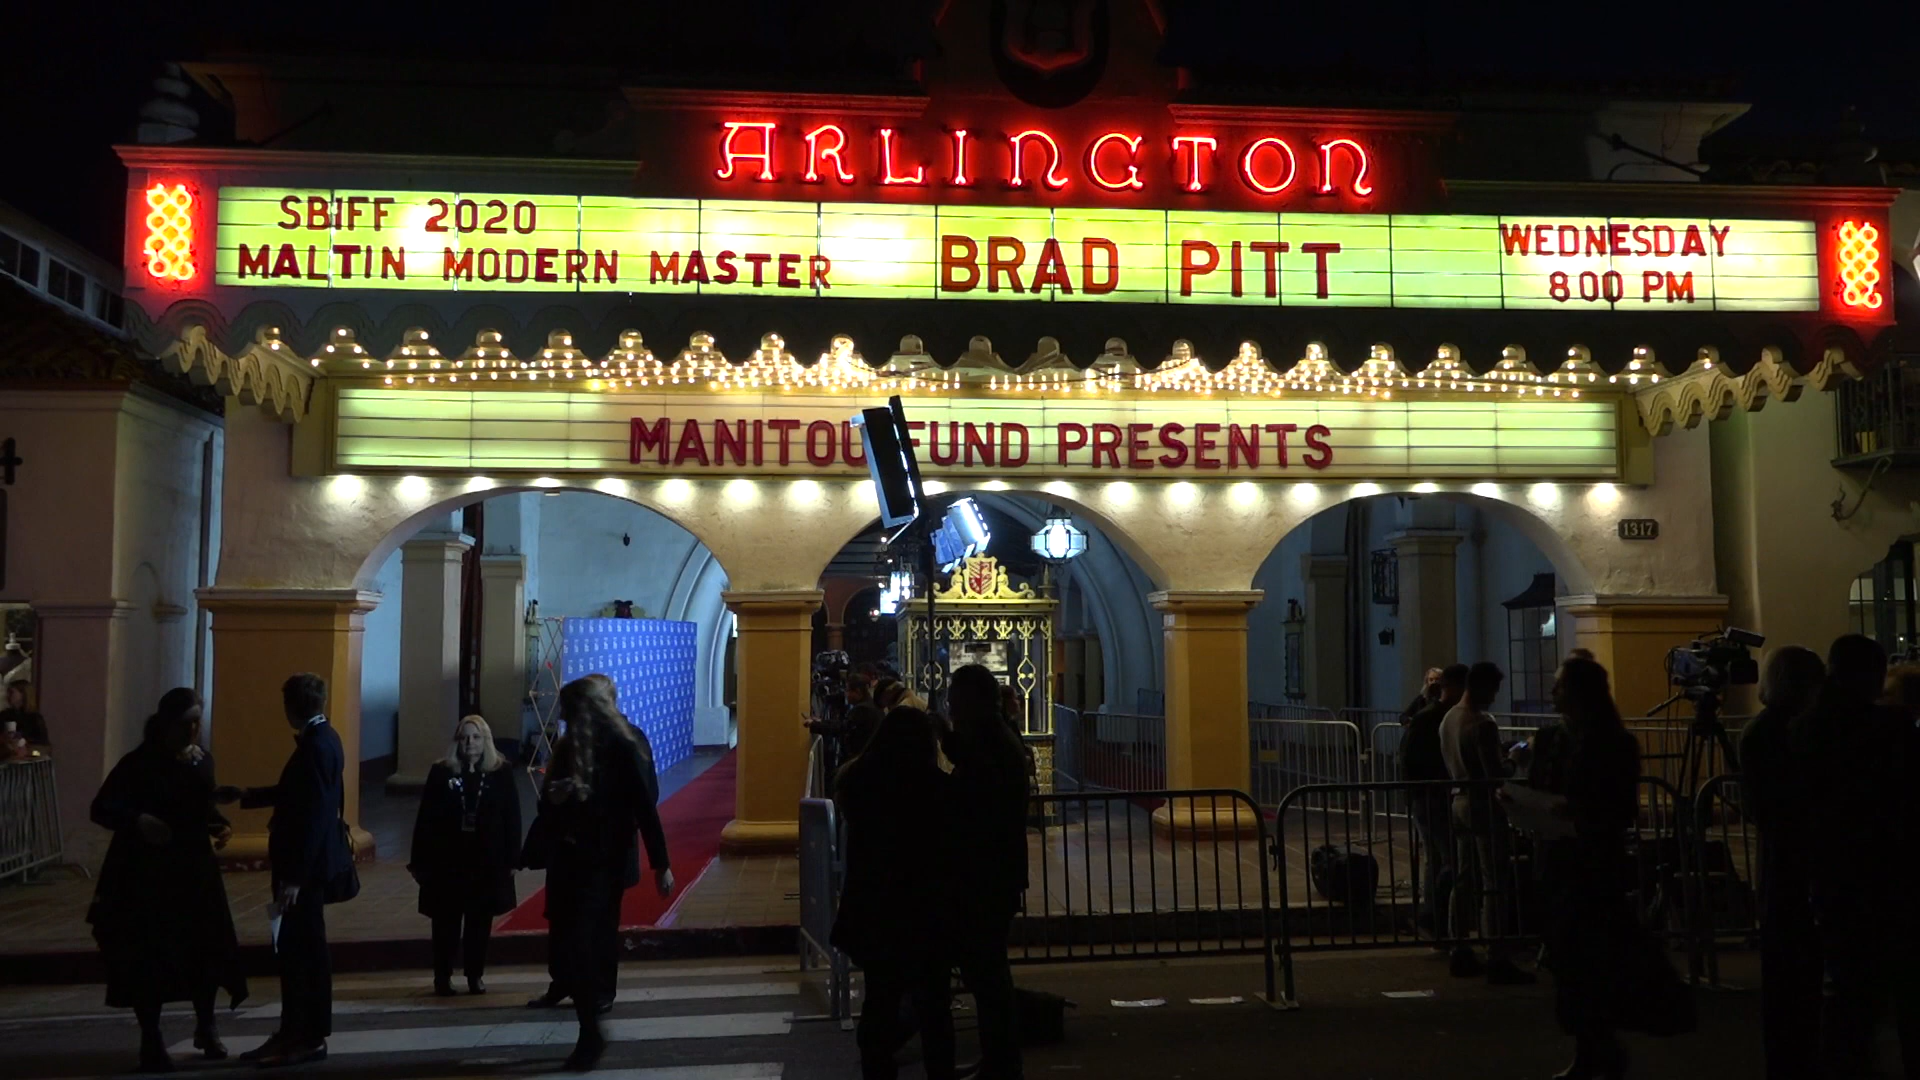 ARLINGTON
SBIFF 2020
MALTIN MODERN MASTER
BRAD PITT
WEDNESDAY
8:00 PM
MANITOU FUND PRESENTS
1317